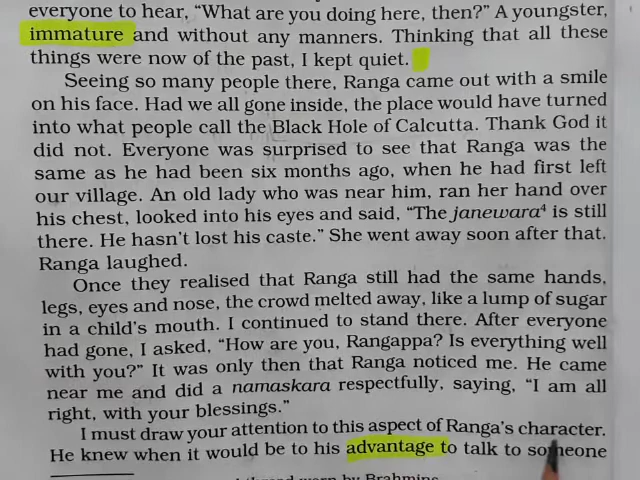 everyone to hear, “What are you doing here, then?” A youngster,
immature and without any manners. Thinking that all these
things were now of the past, I kept quiet.
Seeing so many people there, Ranga came out with a smile
on his face. Had we all gone inside, the place would have turned
into what people call the Black Hole of Calcutta. Thank God it
did not. Everyone was surprised to see that Ranga was the
same as he had been six months ago, when he had first left
our village. An old lady who was near him, ran her hand over
his chest, looked into his eyes and said, “The janewara⁴ is still
there. He hasn’t lost his caste.” She went away soon after that.
Ranga laughed.
Once they realised that Ranga still had the same hands,
legs, eyes and nose, the crowd melted away, like a lump of sugar
in a child’s mouth. I continued to stand there. After everyone
had gone, I asked, “How are you, Rangappa? Is everything well
with you?” It was only then that Ranga noticed me. He came
near me and did a namaskara respectfully, saying, “I am all
right, with your blessings.”
I must draw your attention to this aspect of Ranga’s character.
He knew when it would be to his advantage to talk to someone
thread worn by Brahmins